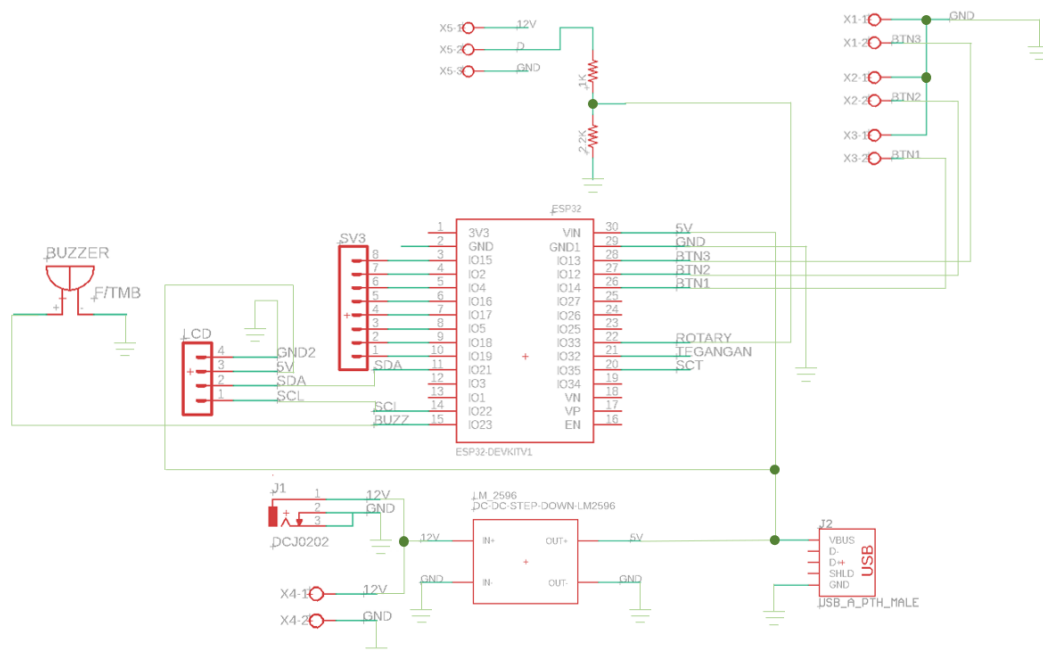 X5-1 12V
X5-2 D
X5-3 GND
1K
2.2K
X1-1 GND
X1-2 BTN3
X2-1
X2-2 BTN2
X3-1
X3-2 BTN1
BUZZER
F/TMB
+ -
LCD
4 GND2
3 5V
2 SDA
1 SCL
SV3
8
7
6
5
4
3
2
1
ESP32
1 3V3 VIN 30 5V
2 GND GND1 29 GND
3 IO15 IO13 28 BTN3
4 IO2 IO12 27 BTN2
5 IO4 IO14 26 BTN1
6 IO16 IO27 25
7 IO17 IO26 24
8 IO5 IO25 23
9 IO18 IO33 22 ROTARY
10 IO19 IO32 21 TEGANGAN
SDA 11 IO21 IO35 20 SCT
12 IO3 IO34 19
13 IO1 VN 18
SCL 14 IO22 VP 17
BUZZ 15 IO23 EN 16
ESP32-DEVKITV1
J1
1 12V
2 GND
3
DCJ0202
X4-1 12V
X4-2 GND
LM_2596
DC-DC-STEP-DOWN-LM2596
12V IN+ OUT+ 5V
GND IN- OUT- GND
J2
VBUS
D-
D+
SHLD
GND
USB
USB_A_PTH_MALE